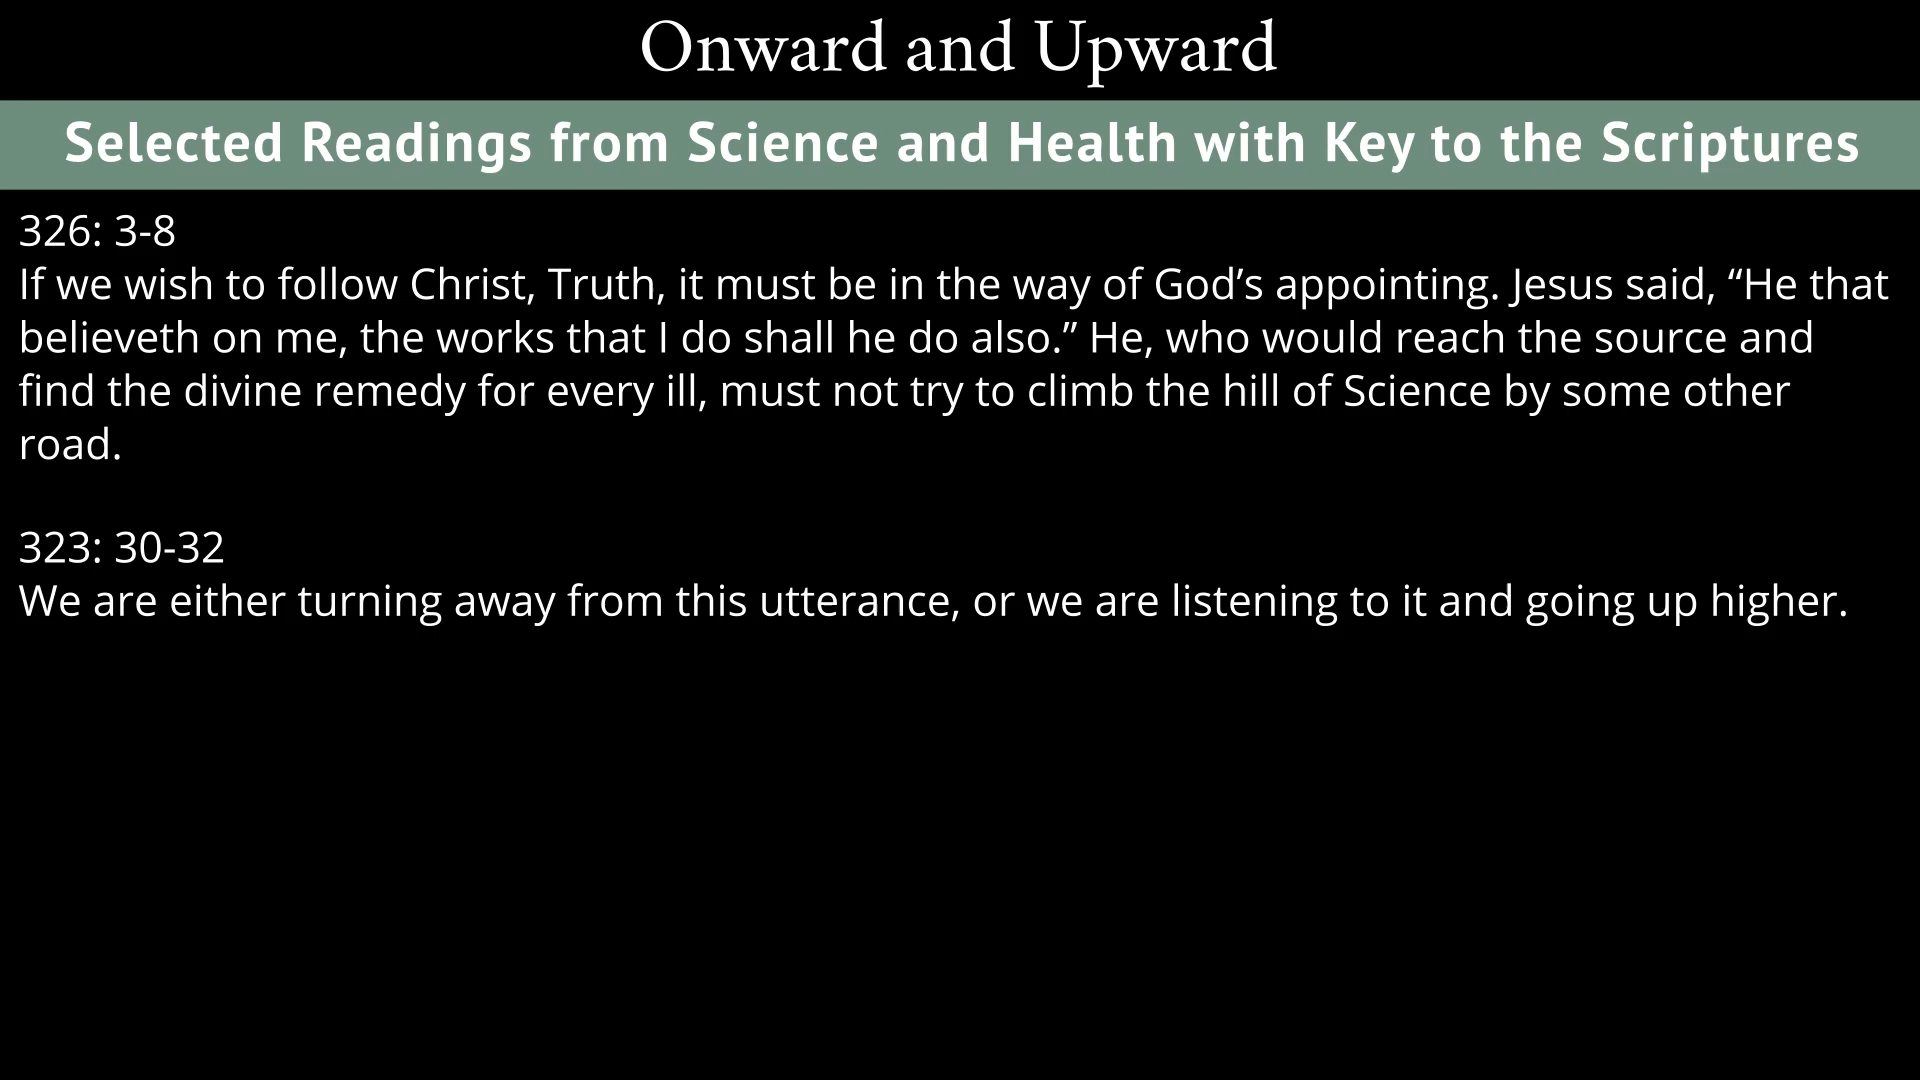 Onward and Upward
Selected Readings from Science and Health with Key to the Scriptures
326: 3-8
If we wish to follow Christ, Truth, it must be in the way of God’s appointing. Jesus said, “He that
believeth on me, the works that I do shall he do also.” He, who would reach the source and
find the divine remedy for every ill, must not try to climb the hill of Science by some other
road.
323: 30-32
We are either turning away from this utterance, or we are listening to it and going up higher.